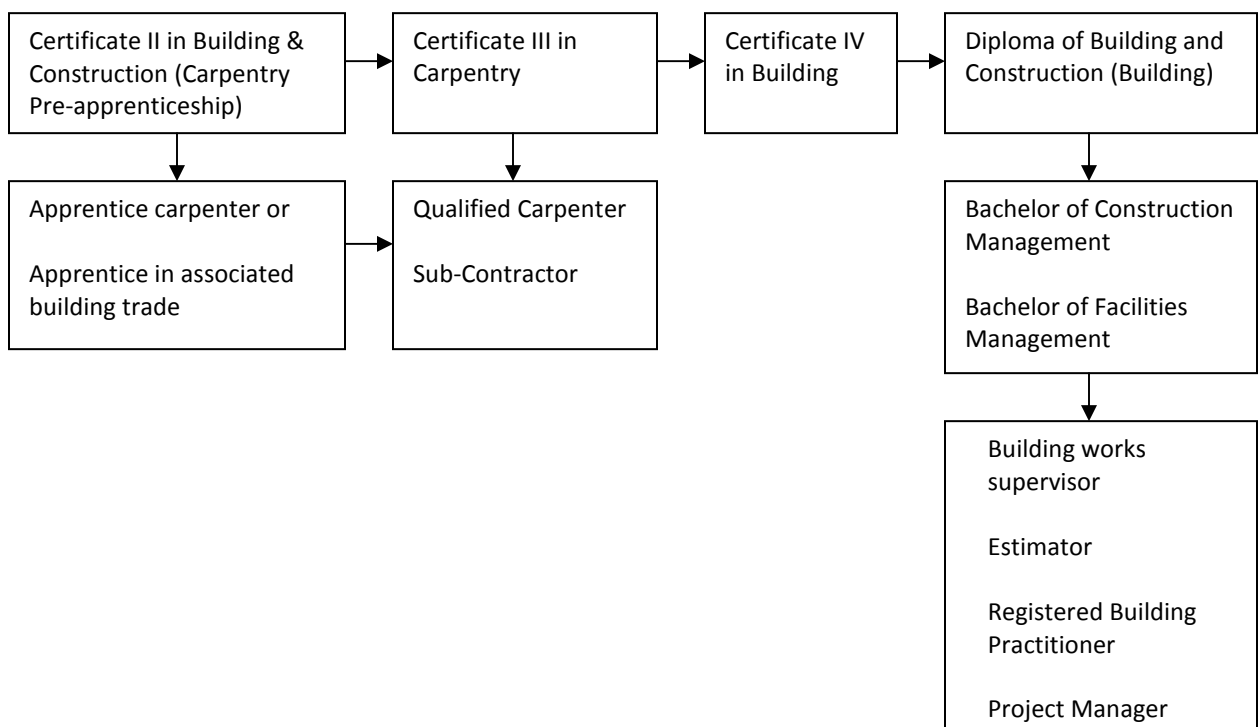 Certificate II in Building &
Construction (Carpentry
Pre-apprenticeship)
Certificate III in
Carpentry
Certificate IV
in Building
Diploma of Building and
Construction (Building)
Apprentice carpenter or
Apprentice in associated
building trade
Qualified Carpenter
Sub-Contractor
Bachelor of Construction
Management
Bachelor of Facilities
Management
Building works
supervisor
Estimator
Registered Building
Practitioner
Project Manager